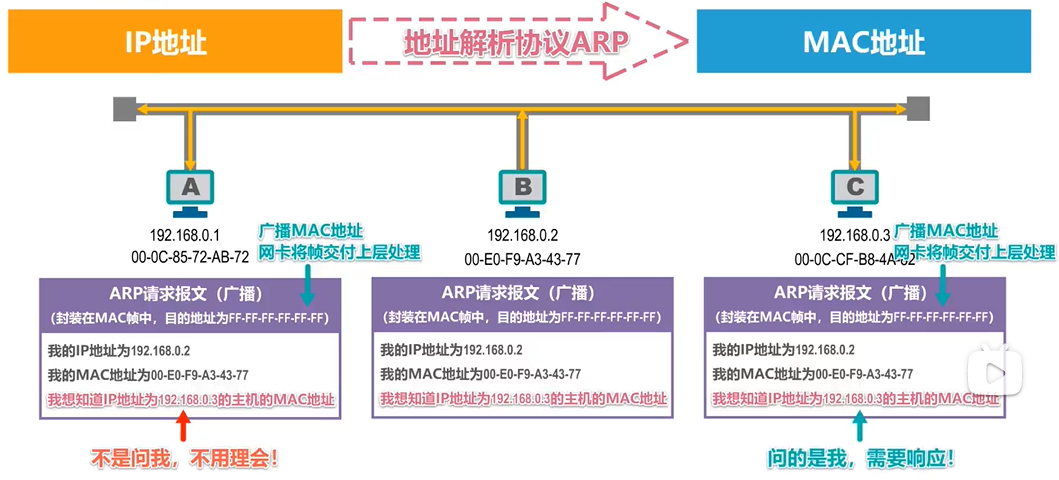 IP地址
地址解析协议ARP
MAC地址
A
B
C
192.168.0.1
00-0C-85-72-AB-72
广播MAC地址
网卡将帧交付上层处理
192.168.0.2
00-E0-F9-A3-43-77
192.168.0.3
00-0C-CF-B8-4A-82
广播MAC地址
网卡将帧交付上层处理
ARP请求报文（广播）
（封装在MAC帧中，目的地址为FF-FF-FF-FF-FF-FF）
我的IP地址为192.168.0.2
我的MAC地址为00-E0-F9-A3-43-77
我想知道IP地址为192.168.0.3的主机的MAC地址
ARP请求报文（广播）
（封装在MAC帧中，目的地址为FF-FF-FF-FF-FF-FF）
我的IP地址为192.168.0.2
我的MAC地址为00-E0-F9-A3-43-77
我想知道IP地址为192.168.0.3的主机的MAC地址
ARP请求报文（广播）
（封装在MAC帧中，目的地址为FF-FF-FF-FF-FF-FF）
我的IP地址为192.168.0.2
我的MAC地址为00-E0-F9-A3-43-77
我想知道IP地址为192.168.0.3的主机的MAC地址
不是问我，不用理会！
问的是我，需要响应！